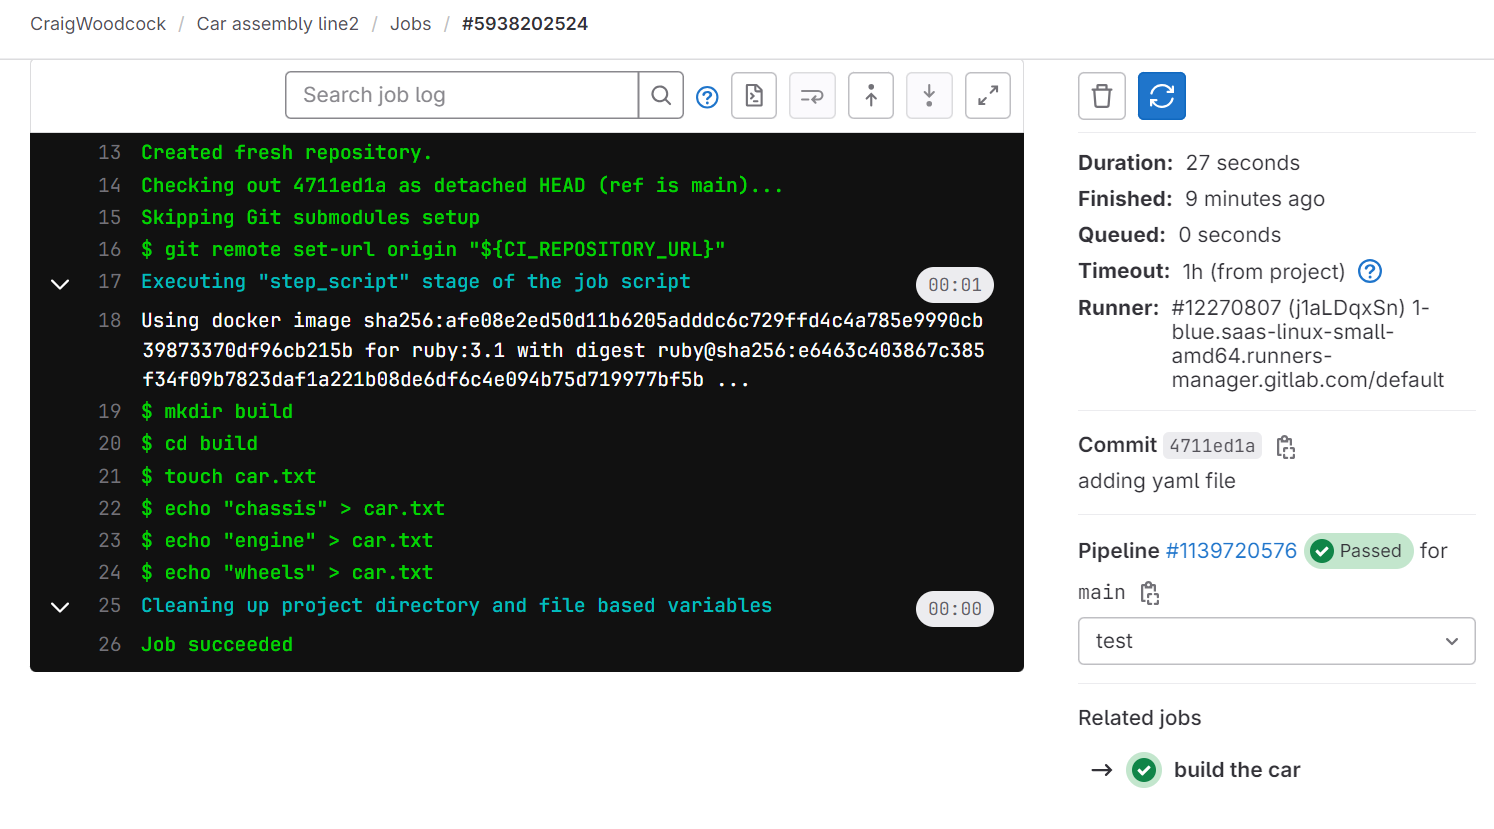 CraigWoodcock / Car assembly line2 / Jobs / #5938202524
Search job log
13 Created fresh repository.
14 Checking out 4711ed1a as detached HEAD (ref is main)...
15 Skipping Git submodules setup
16 $ git remote set-url origin "${CI_REPOSITORY_URL}"
17 Executing "step_script" stage of the job script 00:01
18 Using docker image sha256:afe08e2ed50d11b6205adddc6c729ffd4c4a785e9990cb
39873370df96cb215b for ruby:3.1 with digest ruby@sha256:e6463c403867c385
f34f09b7823daf1a221b08de6df6c4e094b75d719977bf5b ...
19 $ mkdir build
20 $ cd build
21 $ touch car.txt
22 $ echo "chassis" > car.txt
23 $ echo "engine" > car.txt
24 $ echo "wheels" > car.txt
25 Cleaning up project directory and file based variables 00:00
26 Job succeeded
Duration: 27 seconds
Finished: 9 minutes ago
Queued: 0 seconds
Timeout: 1h (from project)
Runner: #12270807 (j1aLDqxSn) 1-
blue.saas-linux-small-
amd64.runners-
manager.gitlab.com/default
Commit 4711ed1a
adding yaml file
Pipeline #1139720576 Passed for
main
test
Related jobs
→ build the car